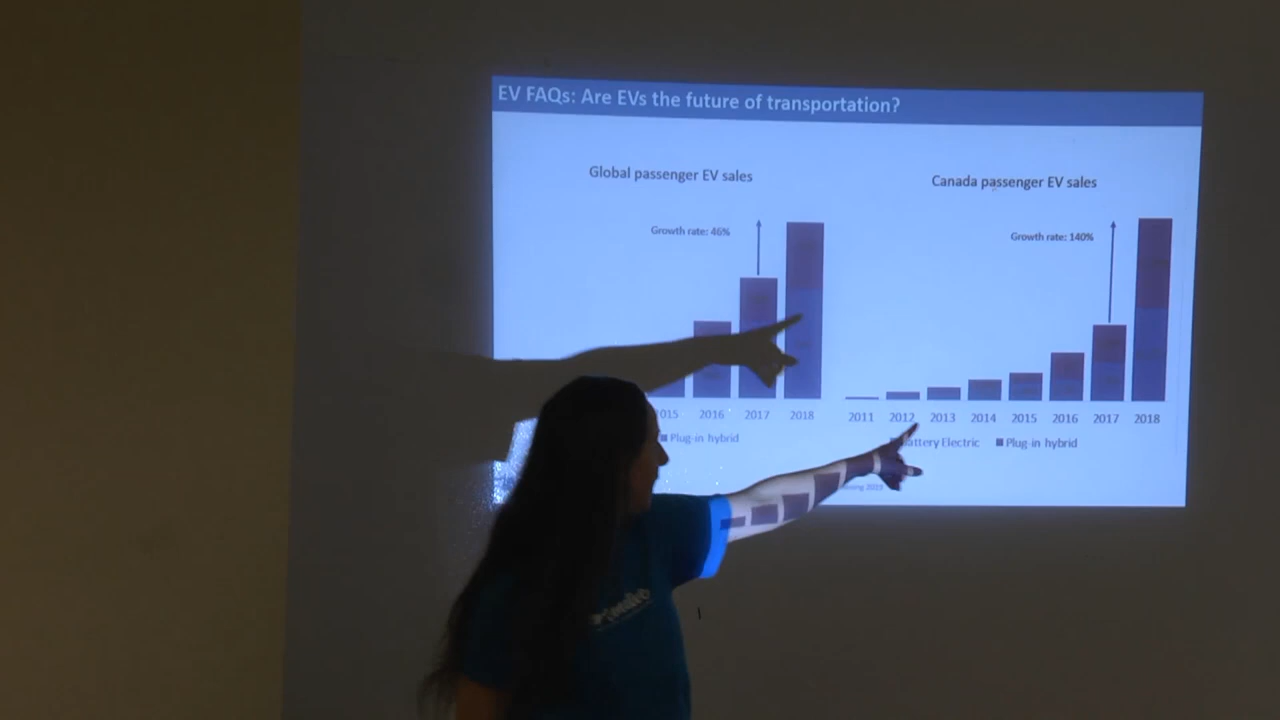 EV FAQs: Are EVs the future of transportation?
Global passenger EV sales
Growth rate: 46%
2016 2017 2018
Plug-in hybrid
Canada passenger EV sales
Growth rate: 140%
2011 2012 2013 2014 2015 2016 2017 2018
Electric Plug-in hybrid
2019